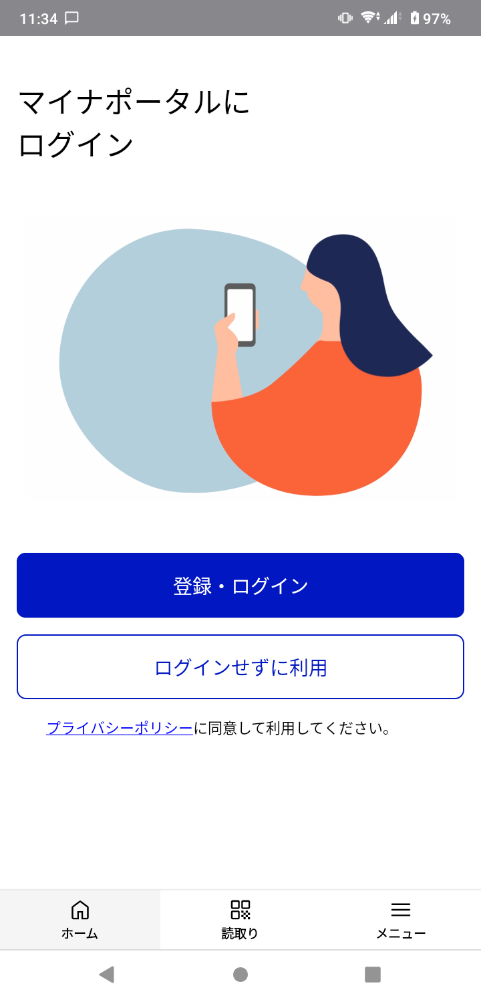 11:34
97%
マイナポータルに
ログイン
登録・ログイン
ログインせずに利用
プライバシーポリシーに同意して利用してください。
ホーム
読取り
メニュー